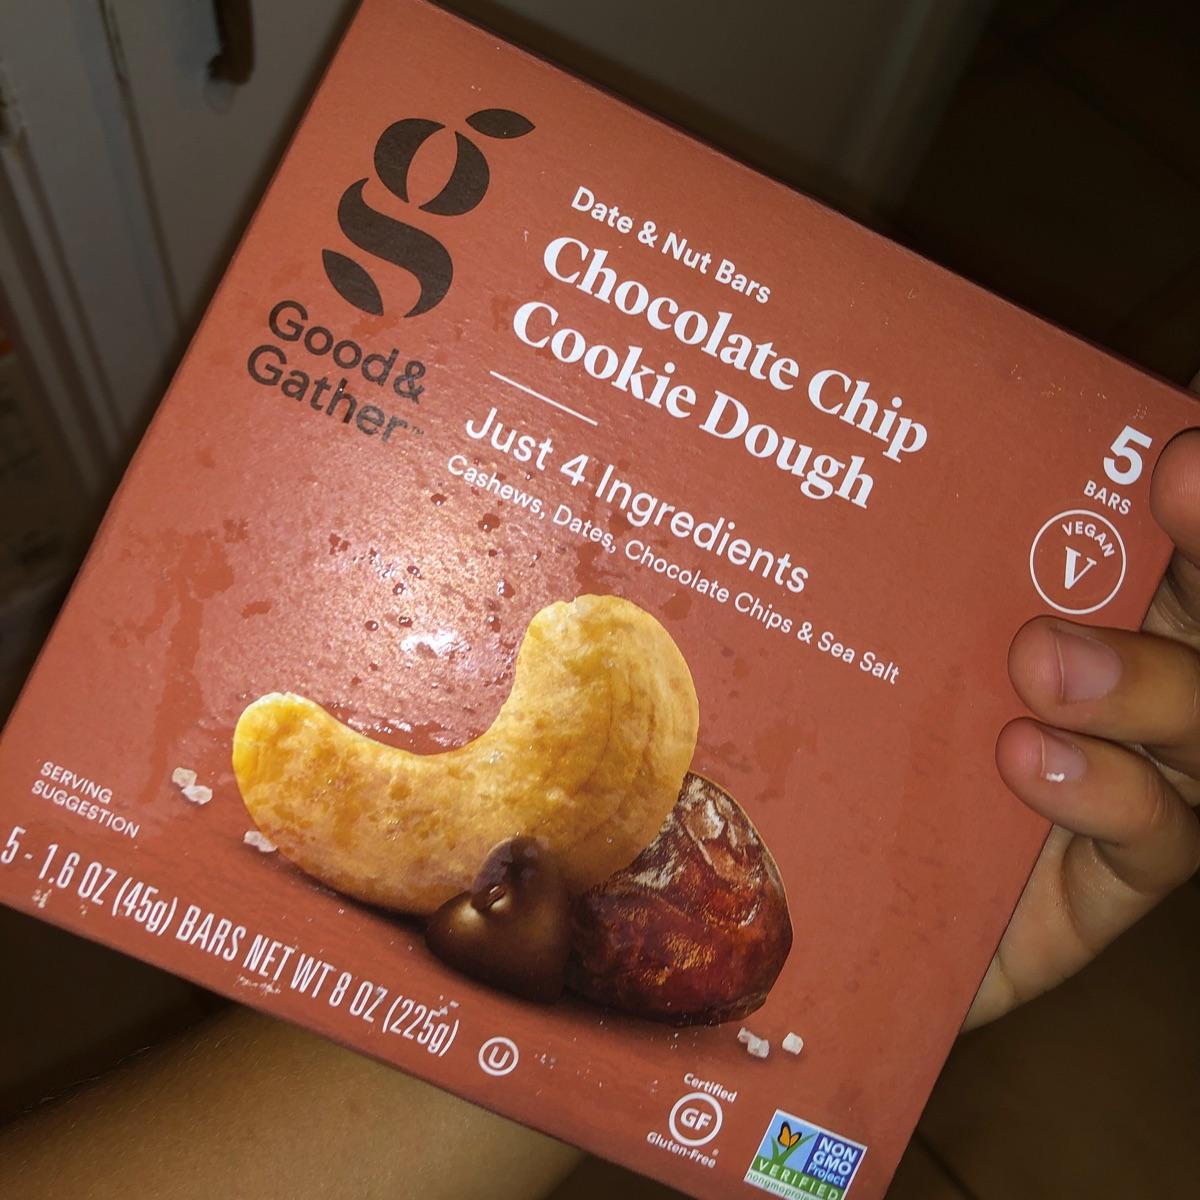 g
Good &
Gather™
Date & Nut Bars
Chocolate Chip
Cookie Dough
Just 4 Ingredients
Cashews, Dates, Chocolate Chips & Sea Salt
5
BARS
VEGAN
V
SERVING
SUGGESTION
5 - 1.6 OZ (45g) BARS NET WT 8 OZ (225g)
U
Certified
GF
Gluten-Free
NON
GMO
Project
VERIFIED